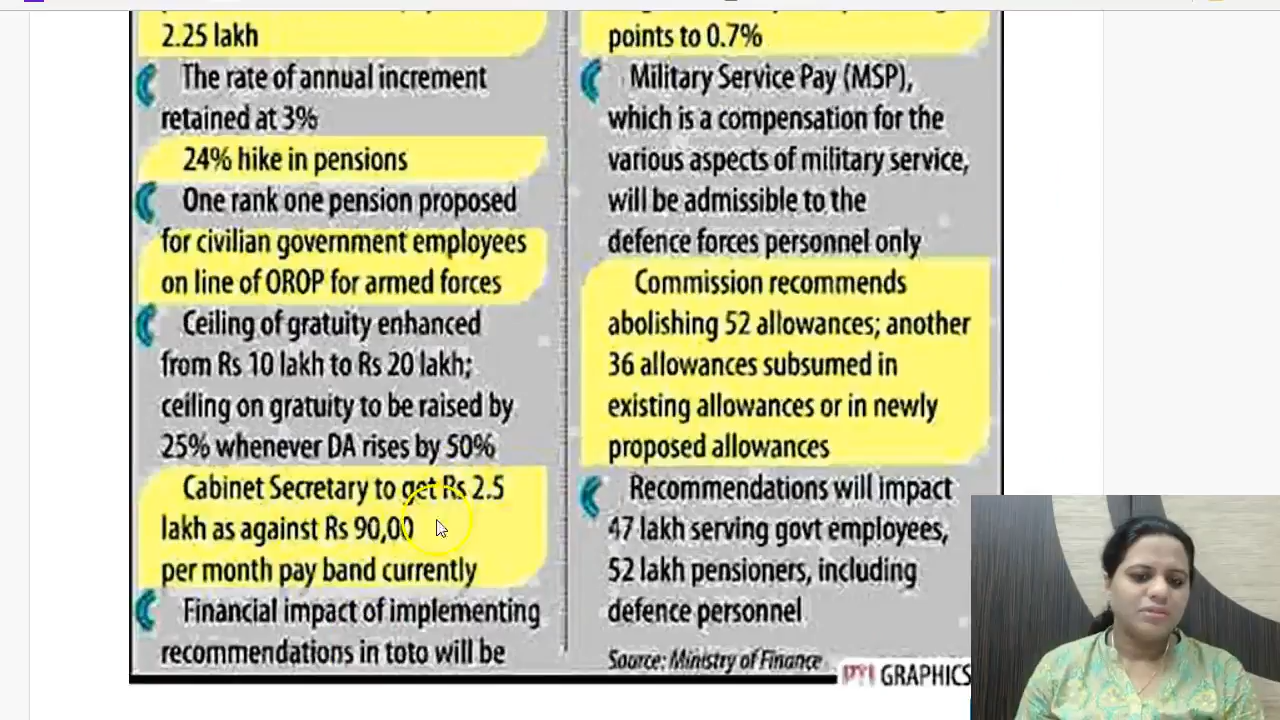 2.25 lakh
The rate of annual increment
retained at 3%
24% hike in pensions
One rank one pension proposed
for civilian government employees
on line of OROP for armed forces
Ceiling of gratuity enhanced
from Rs 10 lakh to Rs 20 lakh;
ceiling on gratuity to be raised by
25% whenever DA rises by 50%
Cabinet Secretary to get Rs 2.5
lakh as against Rs 90,00
per month pay band currently
Financial impact of implementing
recommendations in toto will be
points to 0.7%
Military Service Pay (MSP),
which is a compensation for the
various aspects of military service,
will be admissible to the
defence forces personnel only
Commission recommends
abolishing 52 allowances; another
36 allowances subsumed in
existing allowances or in newly
proposed allowances
Recommendations will impact
47 lakh serving govt employees,
52 lakh pensioners, including
defence personnel
Source: Ministry of Finance
PTI GRAPHICS